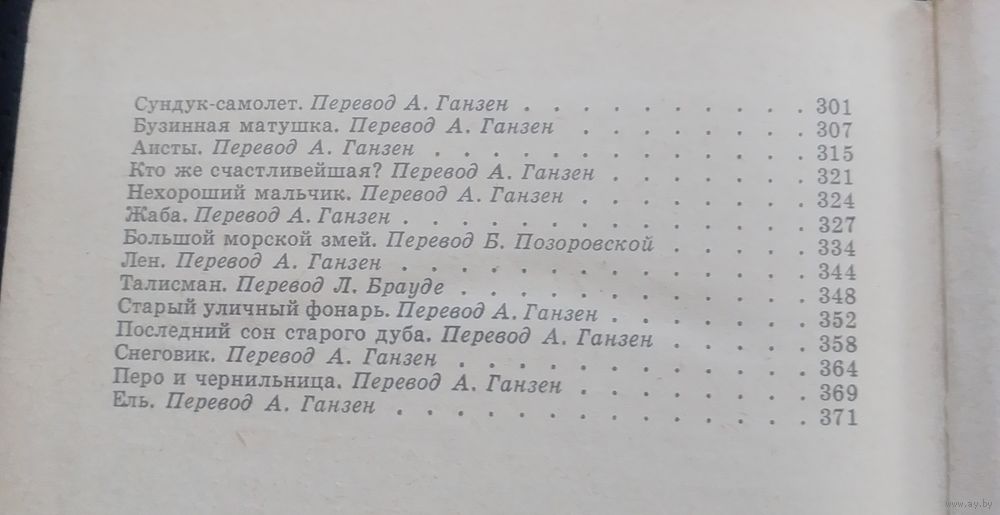 Сундук-самолет. Перевод А. Ганзен . . . . . . . . . . 301
Бузинная матушка. Перевод А. Ганзен . . . . . . . . 307
Аисты. Перевод А. Ганзен . . . . . . . . . . . . . 315
Кто же счастливейшая? Перевод А. Ганзен . . . . . . . 321
Нехороший мальчик. Перевод А. Ганзен . . . . . . . . 324
Жаба. Перевод А. Ганзен . . . . . . . . . . . . . . 327
Большой морской змей. Перевод Б. Позоровской . . . . . 334
Лен. Перевод А. Ганзен . . . . . . . . . . . . . . 344
Талисман. Перевод Л. Брауде . . . . . . . . . . . . 348
Старый уличный фонарь. Перевод А. Ганзен . . . . . . . 352
Последний сон старого дуба. Перевод А. Ганзен . . . . . 358
Снеговик. Перевод А. Ганзен . . . . . . . . . . . . 364
Перо и чернильница. Перевод А. Ганзен . . . . . . . . 369
Ель. Перевод А. Ганзен . . . . . . . . . . . . . . 371
www.ay.by